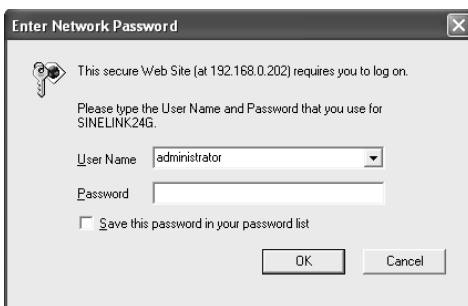 Enter Network Password
This secure Web Site (at 192.168.0.202) requires you to log on.
Please type the User Name and Password that you use for
SINELINK24G.
User Name administrator
Password
Save this password in your password list
OK Cancel